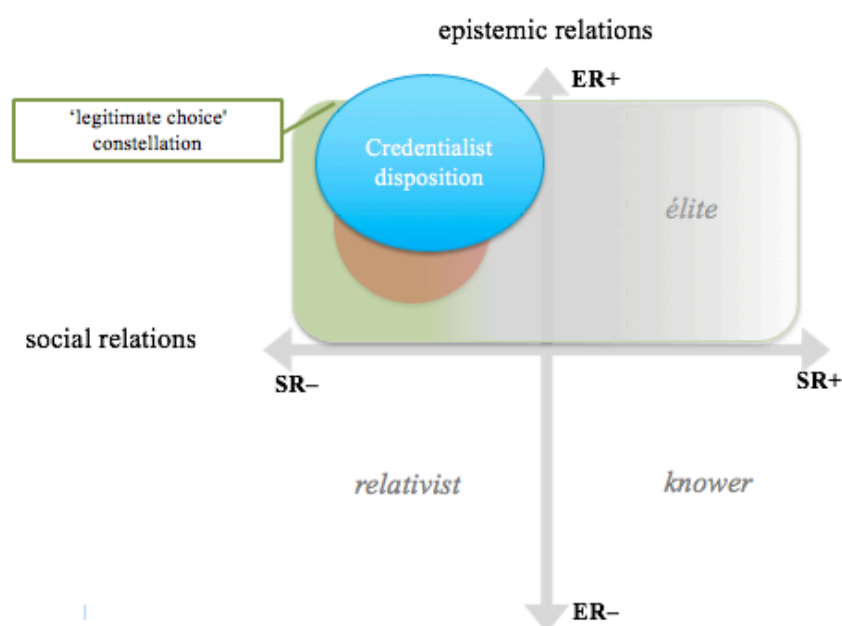 epistemic relations
ER+
'legitimate choice'
constellation
Credentialist
disposition
élite
social relations
SR–
SR+
relativist
knower
ER–